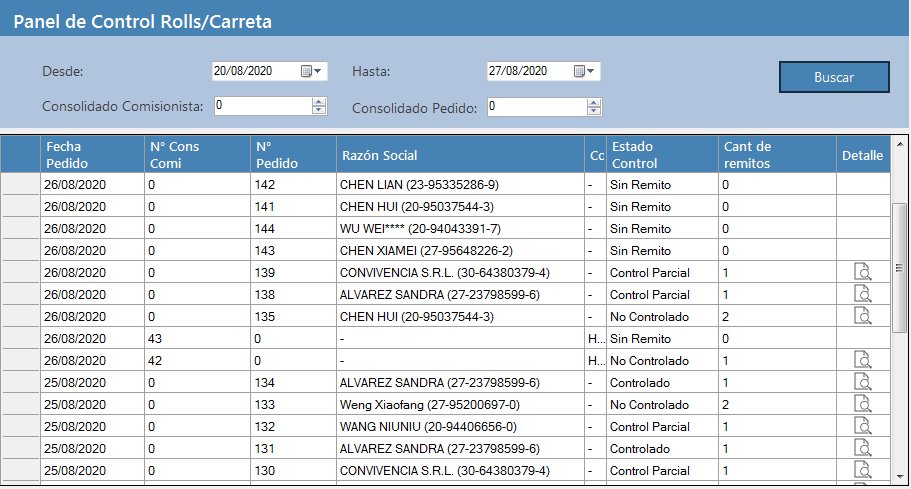 Panel de Control Rolls/Carreta
Desde: 20/08/2020 Hasta: 27/08/2020 Buscar
Consolidado Comisionista: 0 Consolidado Pedido: 0
Fecha Pedido N° Cons Comi N° Pedido Razón Social Co Estado Control Cant de remitos Detalle
26/08/2020 0 142 CHEN LIAN (23-95335286-9) - Sin Remito 0
26/08/2020 0 141 CHEN HUI (20-95037544-3) - Sin Remito 0
26/08/2020 0 144 WU WEI**** (20-94043391-7) - Sin Remito 0
26/08/2020 0 143 CHEN XIAMEI (27-95648226-2) - Sin Remito 0
26/08/2020 0 139 CONVIVENCIA S.R.L. (30-64380379-4) - Control Parcial 1
26/08/2020 0 138 ALVAREZ SANDRA (27-23798599-6) - Control Parcial 1
26/08/2020 0 135 CHEN HUI (20-95037544-3) - No Controlado 2
26/08/2020 43 0 - H... Sin Remito 0
26/08/2020 42 0 - H... No Controlado 1
25/08/2020 0 134 ALVAREZ SANDRA (27-23798599-6) - Controlado 1
25/08/2020 0 133 Weng Xiaofang (27-95200697-0) - No Controlado 2
25/08/2020 0 132 WANG NIUNIU (20-94406656-0) - Control Parcial 1
25/08/2020 0 131 ALVAREZ SANDRA (27-23798599-6) - Controlado 1
25/08/2020 0 130 CONVIVENCIA S.R.L. (30-64380379-4) - Control Parcial 1